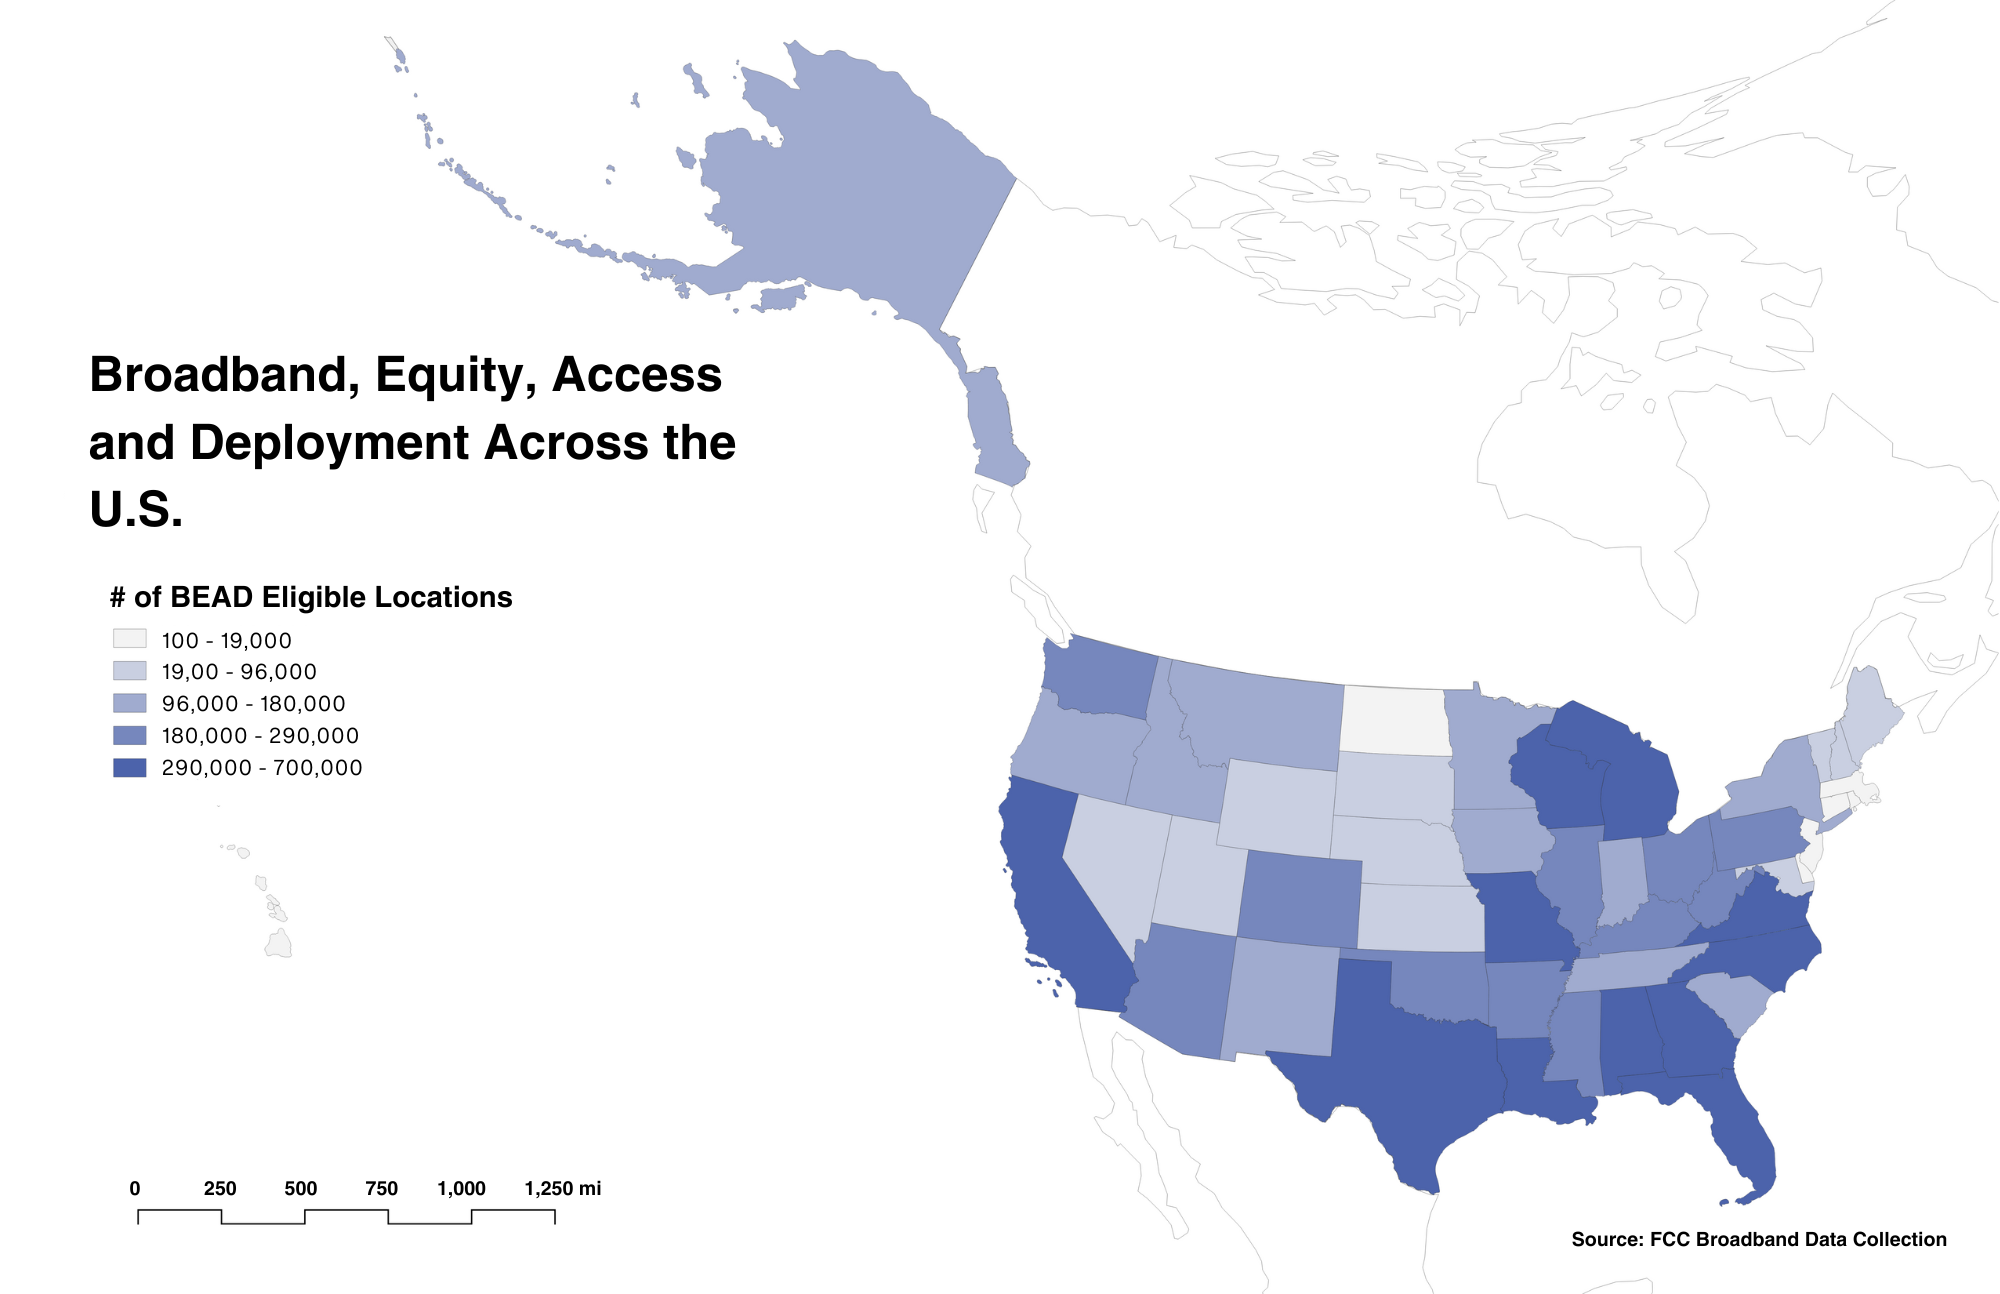 Broadband, Equity, Access
and Deployment Across the
U.S.
# of BEAD Eligible Locations
100 - 19,000
19,00 - 96,000
96,000 - 180,000
180,000 - 290,000
290,000 - 700,000
0 250 500 750 1,000 1,250 mi
Source: FCC Broadband Data Collection